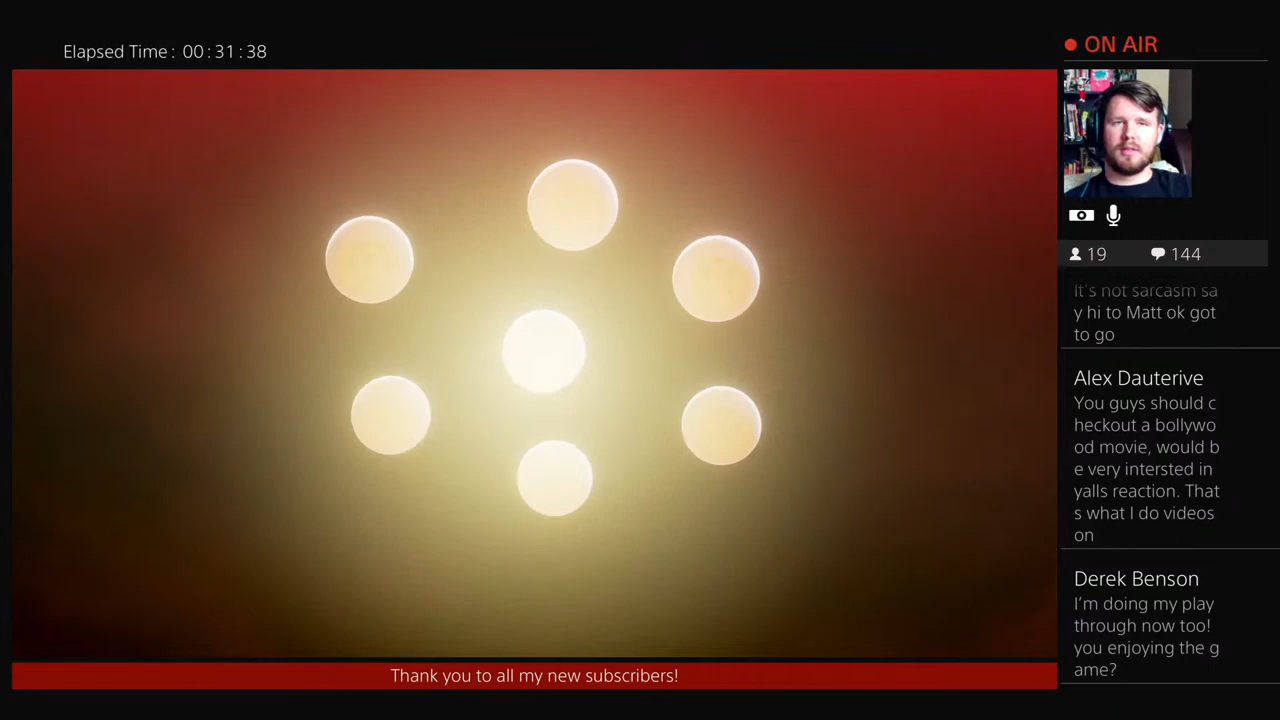 Elapsed Time: 00:31:38
ON AIR
19 144
It's not sarcasm sa
y hi to Matt ok got
to go
Alex Dauterive
You guys should c
heckout a bollywo
od movie, would b
e very intersted in
yalls reaction. That
s what I do videos
on
Derek Benson
I'm doing my play
through now too!
you enjoying the g
ame?
Thank you to all my new subscribers!